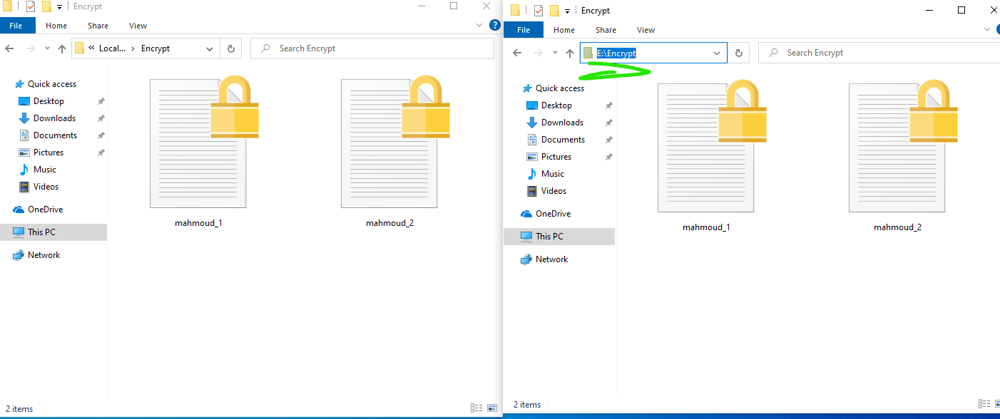 Encrypt
File Home Share View
« Local... > Encrypt
Search Encrypt
Quick access
Desktop
Downloads
Documents
Pictures
Music
Videos
OneDrive
This PC
Network
mahmoud_1 mahmoud_2
2 items
Encrypt
File Home Share View
E:\Encrypt
Search Encrypt
Quick access
Desktop
Downloads
Documents
Pictures
Music
Videos
OneDrive
This PC
Network
mahmoud_1 mahmoud_2
2 items